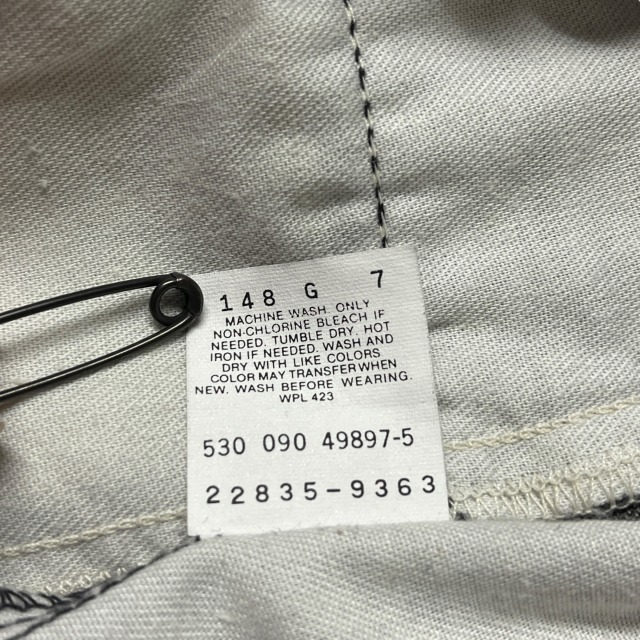 148 G 7
MACHINE WASH ONLY
NON-CHLORINE BLEACH IF
NEEDED. TUMBLE DRY. HOT
IRON IF NEEDED. WASH AND
DRY WITH LIKE COLORS
COLOR MAY TRANSFER WHEN
NEW. WASH BEFORE WEARING.
WPL 423
530 090 49897-5
22835-9363